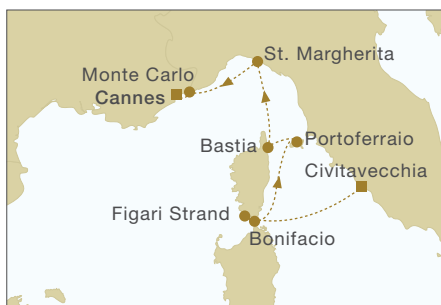 St. Margherita
Monte Carlo
Cannes
Portoferraio
Bastia
Civitavecchia
Figari Strand
Bonifacio